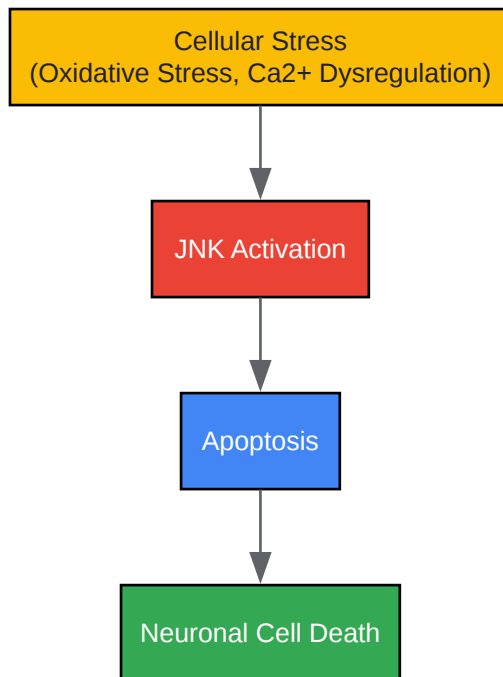 Cellular Stress
(Oxidative Stress, Ca2+ Dysregulation)
JNK Activation
Apoptosis
Neuronal Cell Death